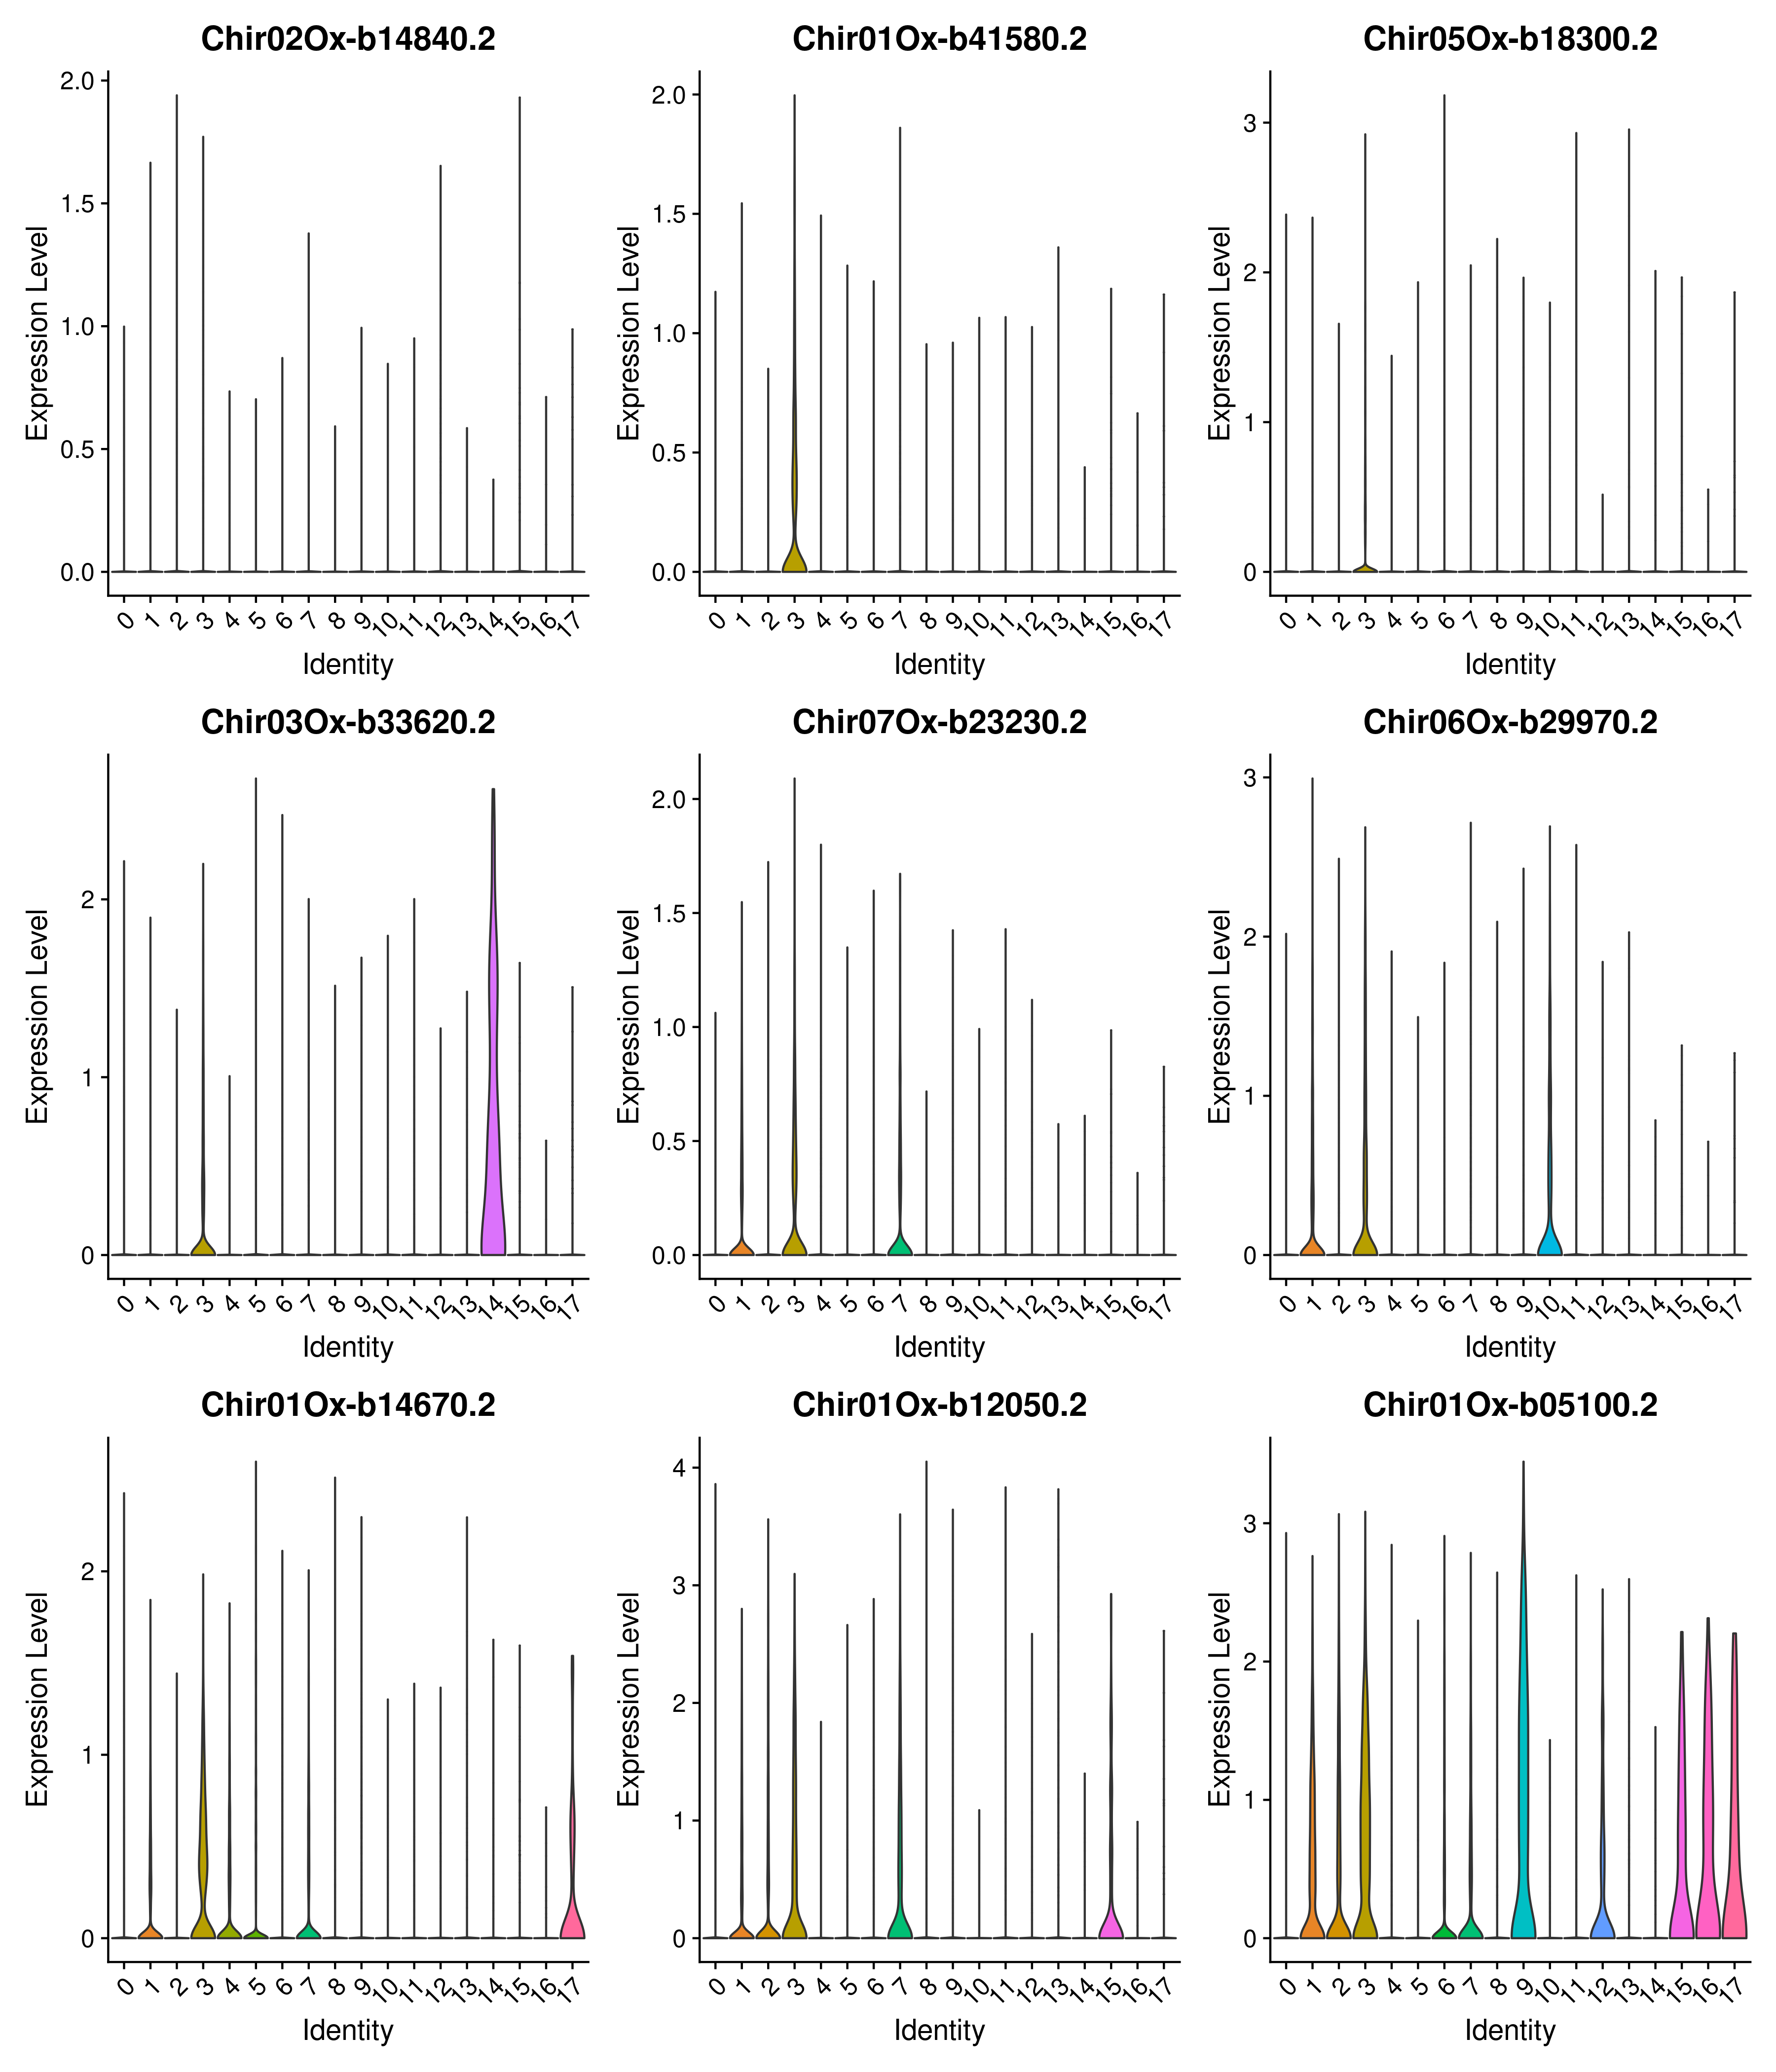 Chir02Ox-b14840.2 Chir01Ox-b41580.2 Chir05Ox-b18300.2
Expression Level Expression Level Expression Level
2.0 1.5 1.0 0.5 0.0
2.0 1.5 1.0 0.5 0.0
3 2 1 0
0 1 2 3 4 5 6 7 8 9 10 11 12 13 14 15 16 17
0 1 2 3 4 5 6 7 8 9 10 11 12 13 14 15 16 17
0 1 2 3 4 5 6 7 8 9 10 11 12 13 14 15 16 17
Identity Identity Identity
Chir03Ox-b33620.2 Chir07Ox-b23230.2 Chir06Ox-b29970.2
Expression Level Expression Level Expression Level
2 1 0
2.0 1.5 1.0 0.5 0.0
3 2 1 0
0 1 2 3 4 5 6 7 8 9 10 11 12 13 14 15 16 17
0 1 2 3 4 5 6 7 8 9 10 11 12 13 14 15 16 17
0 1 2 3 4 5 6 7 8 9 10 11 12 13 14 15 16 17
Identity Identity Identity
Chir01Ox-b14670.2 Chir01Ox-b12050.2 Chir01Ox-b05100.2
Expression Level Expression Level Expression Level
2 1 0
4 3 2 1 0
3 2 1 0
0 1 2 3 4 5 6 7 8 9 10 11 12 13 14 15 16 17
0 1 2 3 4 5 6 7 8 9 10 11 12 13 14 15 16 17
0 1 2 3 4 5 6 7 8 9 10 11 12 13 14 15 16 17
Identity Identity Identity